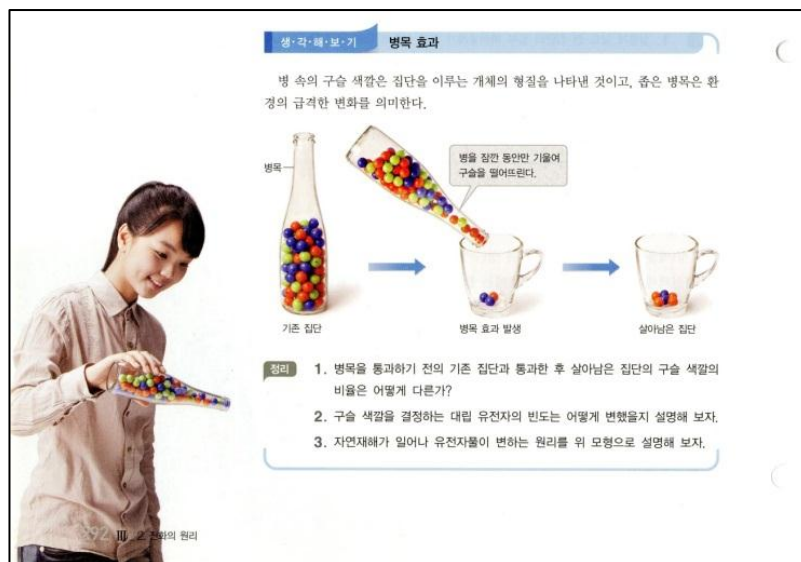 생·각·해·보·기 병목 효과
병 속의 구슬 색깔은 집단을 이루는 개체의 형질을 나타낸 것이고, 좁은 병목은 환
경의 급격한 변화를 의미한다.
병목
병을 잠깐 동안만 기울여
구슬을 떨어뜨린다.
기존 집단
병목 효과 발생
살아남은 집단
정리 1. 병목을 통과하기 전의 기존 집단과 통과한 후 살아남은 집단의 구슬 색깔의
비율은 어떻게 다른가?
2. 구슬 색깔을 결정하는 대립 유전자의 빈도는 어떻게 변했을지 설명해 보자.
3. 자연재해가 일어나 유전자풀이 변하는 원리를 위 모형으로 설명해 보자.
292 III 2. 진화의 원리